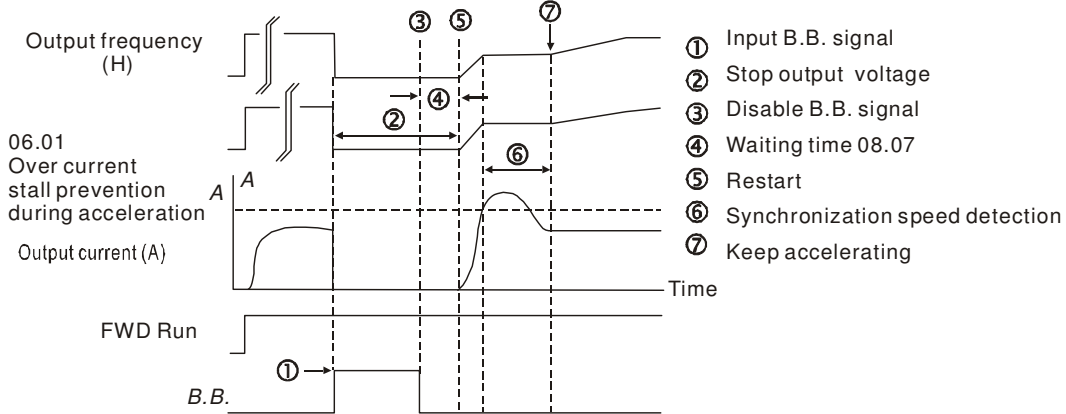 ③ ⑤ ⑦
Output frequency
(H)
④
②
06.01
Over current
stall prevention
during acceleration
A A
⑥
Output current (A)
Time
FWD Run
①
B.B.
① Input B.B. signal
② Stop output voltage
③ Disable B.B. signal
④ Waiting time 08.07
⑤ Restart
⑥ Synchronization speed detection
⑦ Keep accelerating